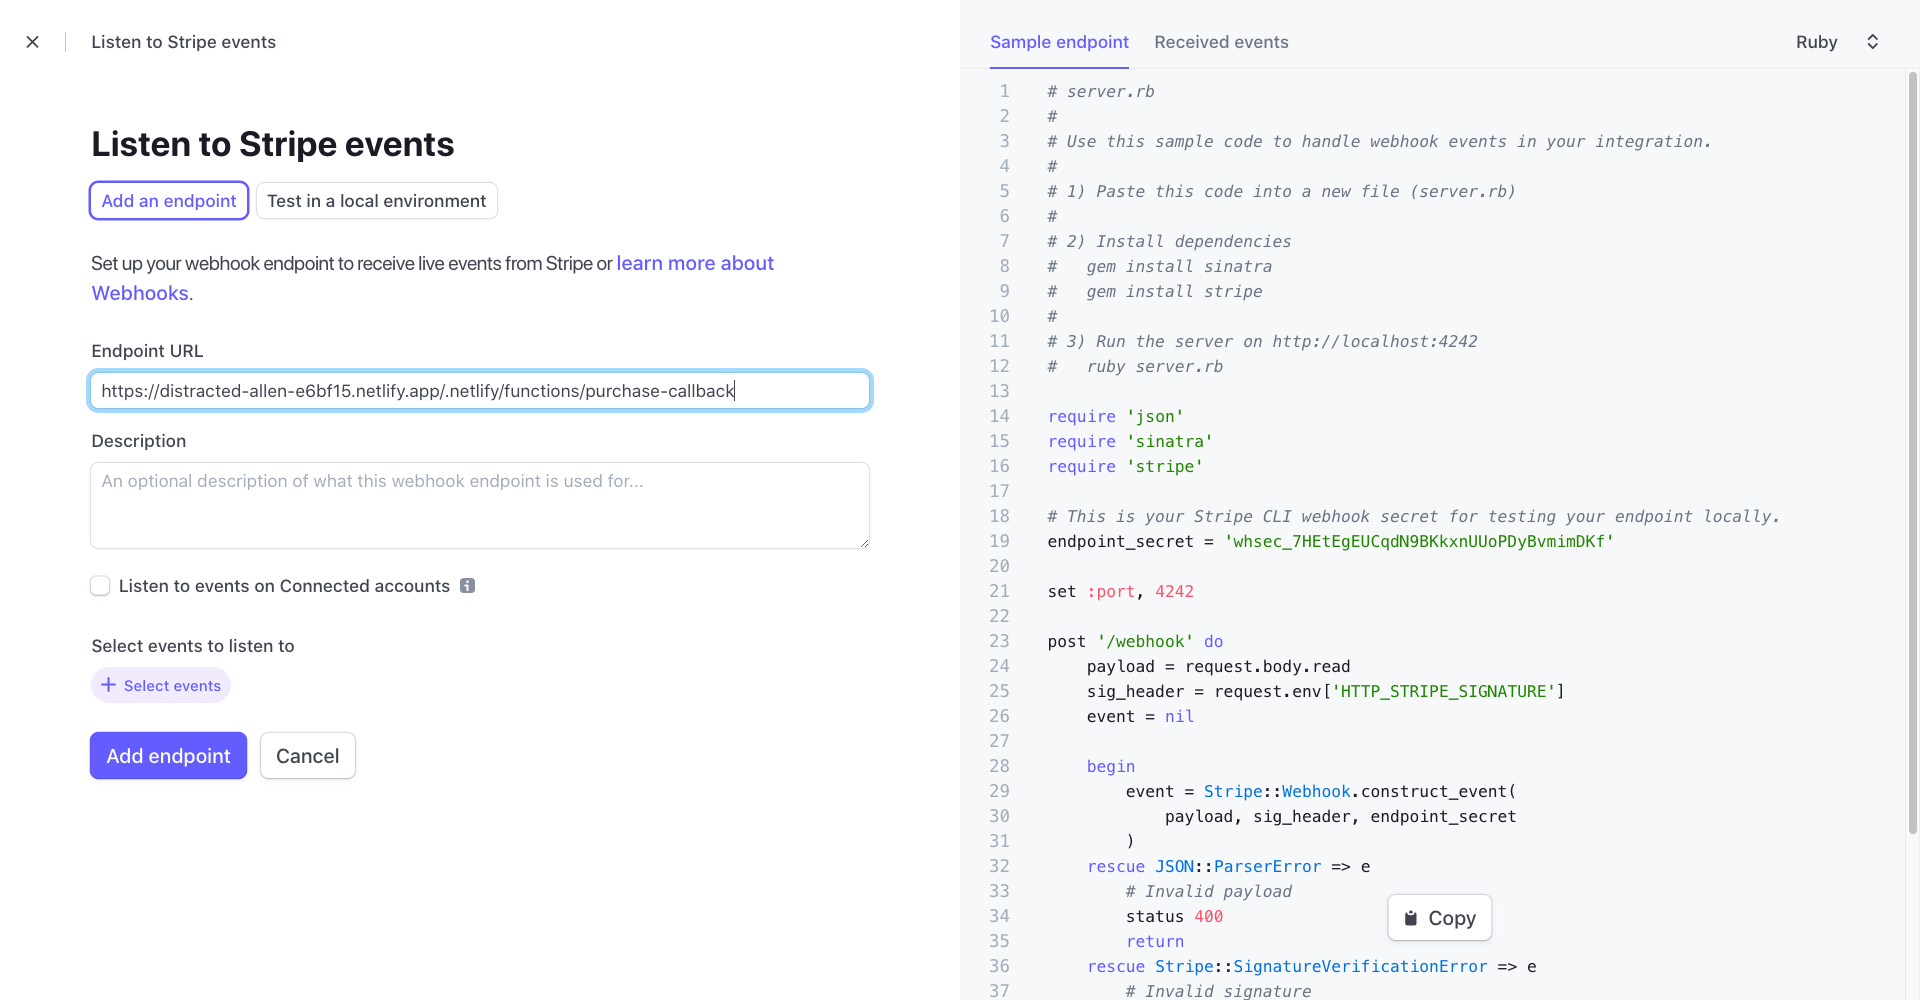 Listen to Stripe events
Listen to Stripe events
Add an endpoint
Test in a local environment
Set up your webhook endpoint to receive live events from Stripe or learn more about
Webhooks.
Endpoint URL
https://distracted-allen-e6bf15.netlify.app/.netlify/functions/purchase-callback
Description
An optional description of what this webhook endpoint is used for...
Listen to events on Connected accounts
Select events to listen to
+ Select events
Add endpoint
Cancel
Sample endpoint
Received events
Ruby
1 # server.rb
2 #
3 # Use this sample code to handle webhook events in your integration.
4 #
5 # 1) Paste this code into a new file (server.rb)
6 #
7 # 2) Install dependencies
8 #   gem install sinatra
9 #   gem install stripe
10 #
11 # 3) Run the server on http://localhost:4242
12 #   ruby server.rb
13
14 require 'json'
15 require 'sinatra'
16 require 'stripe'
17
18 # This is your Stripe CLI webhook secret for testing your endpoint locally.
19 endpoint_secret = 'whsec_7HEtEgEUCqdN9BKkxnUUoPDyBvmimDKf'
20
21 set :port, 4242
22
23 post '/webhook' do
24     payload = request.body.read
25     sig_header = request.env['HTTP_STRIPE_SIGNATURE']
26     event = nil
27
28     begin
29         event = Stripe::Webhook.construct_event(
30             payload, sig_header, endpoint_secret
31         )
32     rescue JSON::ParserError => e
33         # Invalid payload
34         status 400
35         return
36     rescue Stripe::SignatureVerificationError => e
37         # Invalid signature
Copy